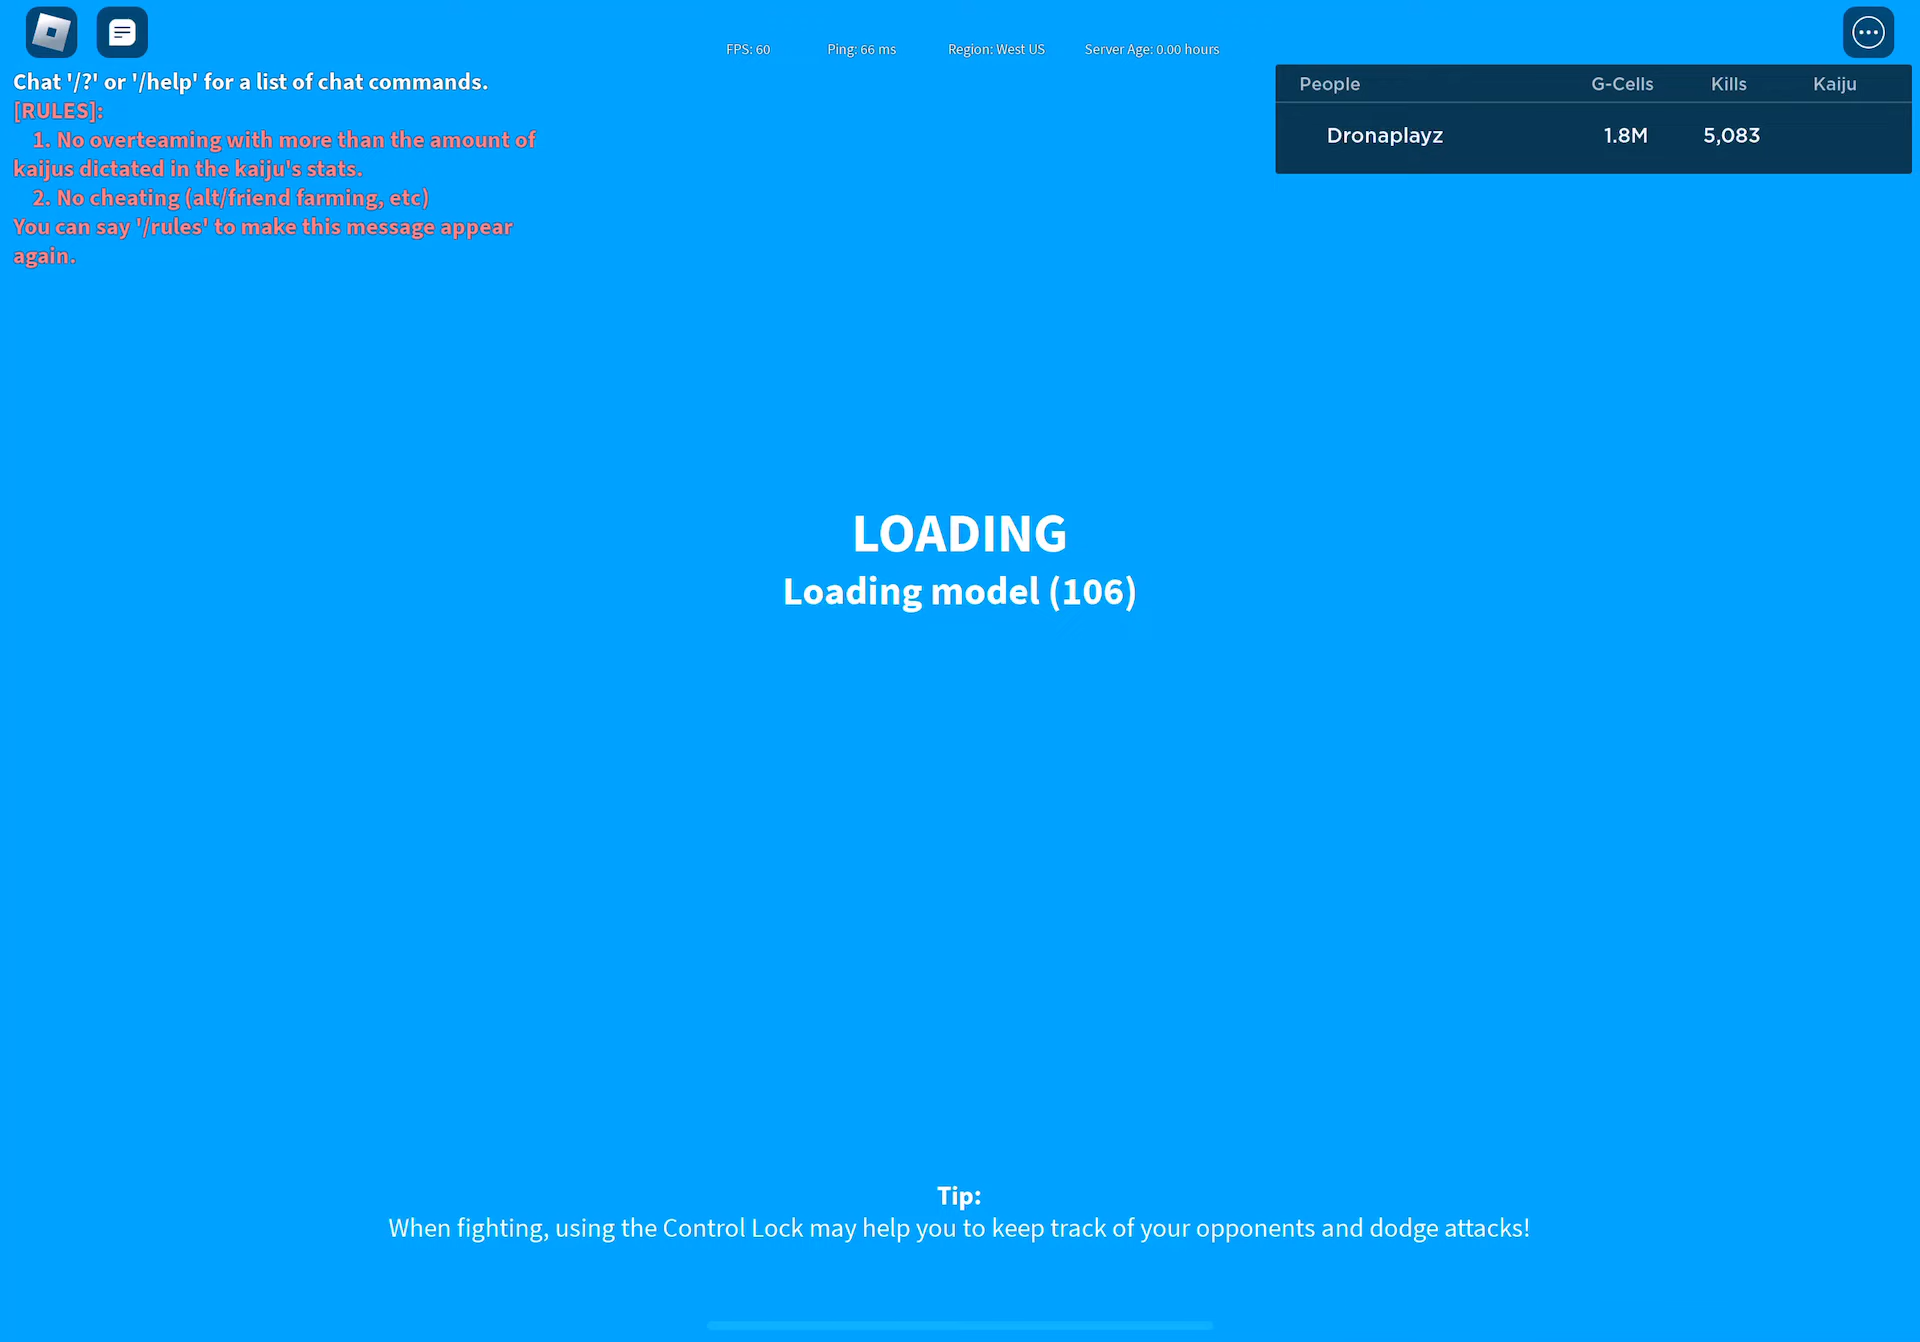 FPS: 60 Ping: 66 ms Region: West US Server Age: 0.00 hours
Chat '/?' or '/help' for a list of chat commands.
[RULES]:
1. No overteaming with more than the amount of
kaijus dictated in the kaiju's stats.
2. No cheating (alt/friend farming, etc)
You can say '/rules' to make this message appear
again.
People G-Cells Kills Kaiju
Dronaplayz 1.8M 5,083
LOADING
Loading model (106)
Tip:
When fighting, using the Control Lock may help you to keep track of your opponents and dodge attacks!